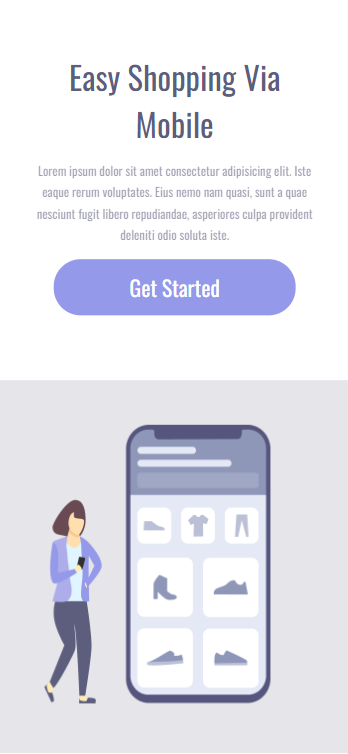 Easy Shopping Via
Mobile
Lorem ipsum dolor sit amet consectetur adipisicing elit. Iste
eaque rerum voluptates. Eius nemo nam quasi, sunt a quae
nesciunt fugit libero repudiandae, asperiores culpa provident
deleniti odio soluta iste.
Get Started